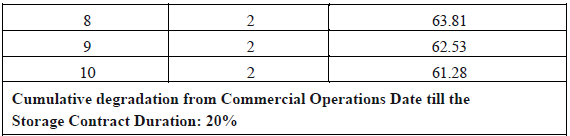 8 2 63.81
9 2 62.53
10 2 61.28
Cumulative degradation from Commercial Operations Date till the
Storage Contract Duration: 20%